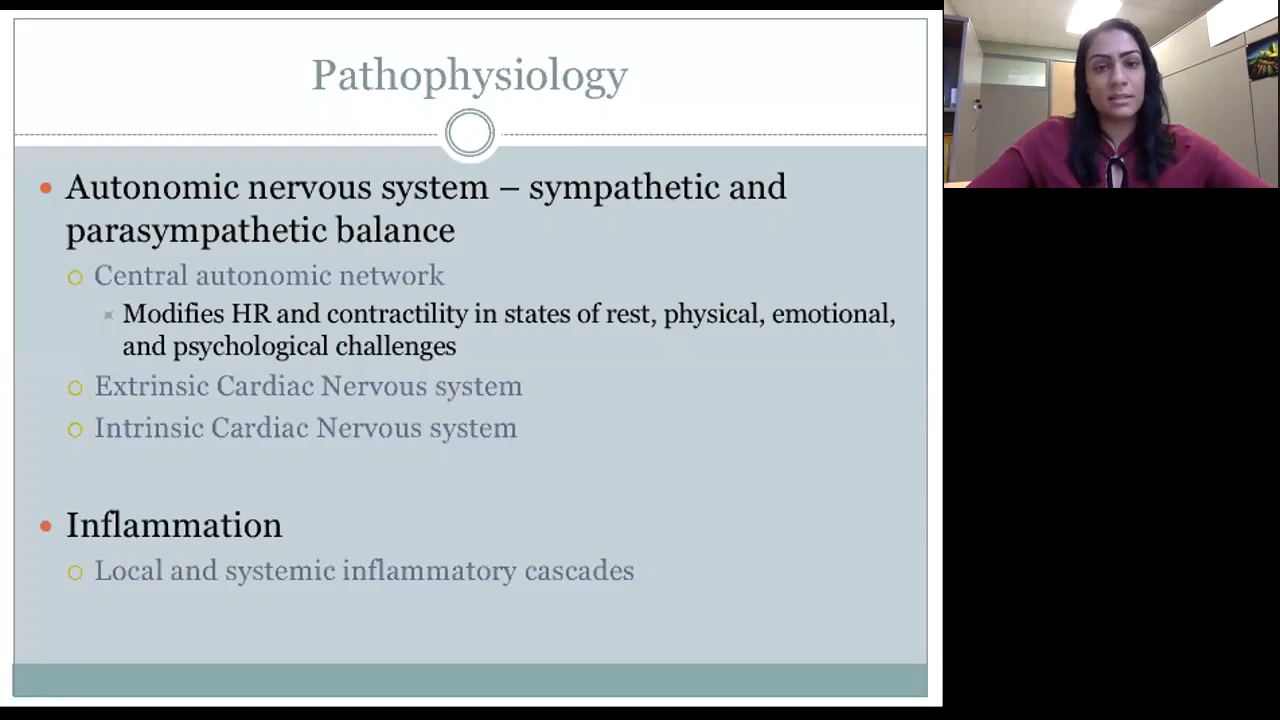 Pathophysiology
Autonomic nervous system – sympathetic and
parasympathetic balance
Central autonomic network
Modifies HR and contractility in states of rest, physical, emotional,
and psychological challenges
Extrinsic Cardiac Nervous system
Intrinsic Cardiac Nervous system
Inflammation
Local and systemic inflammatory cascades